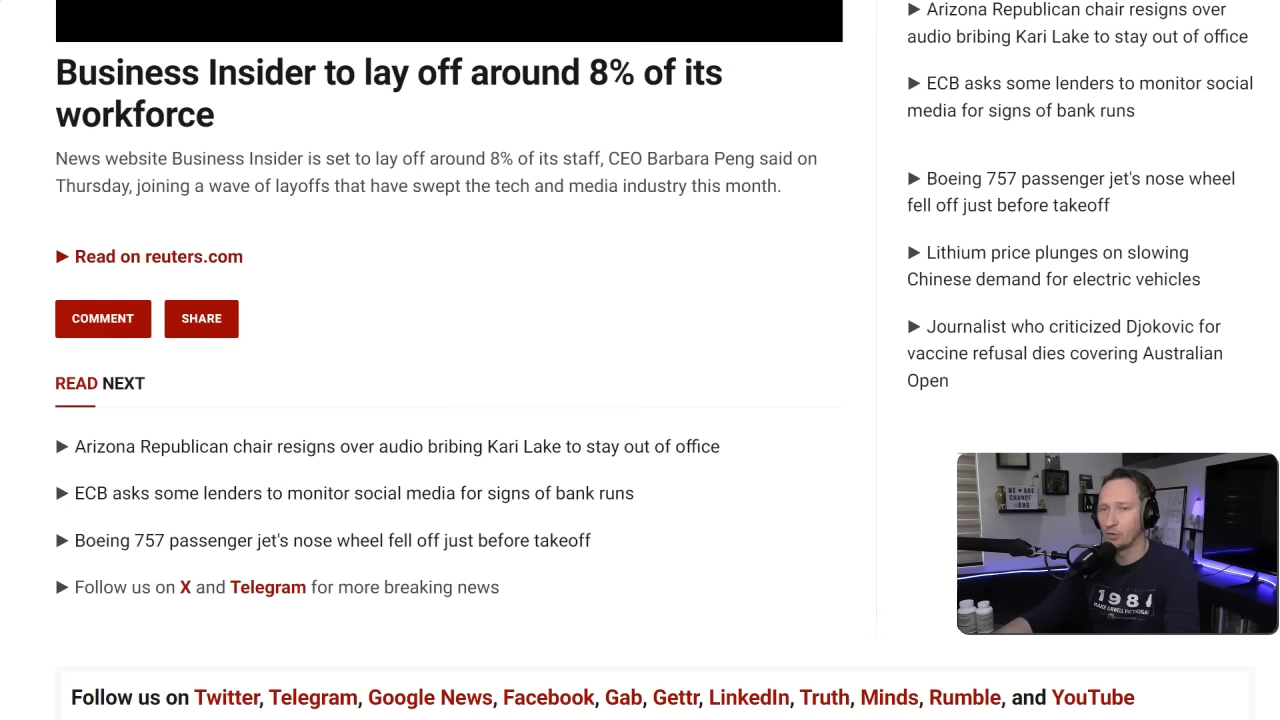 Business Insider to lay off around 8% of its
workforce
News website Business Insider is set to lay off around 8% of its staff, CEO Barbara Peng said on
Thursday, joining a wave of layoffs that have swept the tech and media industry this month.
▶ Read on reuters.com
COMMENT SHARE
READ NEXT
▶ Arizona Republican chair resigns over audio bribing Kari Lake to stay out of office
▶ ECB asks some lenders to monitor social media for signs of bank runs
▶ Boeing 757 passenger jet's nose wheel fell off just before takeoff
▶ Follow us on X and Telegram for more breaking news
▶ Arizona Republican chair resigns over
audio bribing Kari Lake to stay out of office
▶ ECB asks some lenders to monitor social
media for signs of bank runs
▶ Boeing 757 passenger jet's nose wheel
fell off just before takeoff
▶ Lithium price plunges on slowing
Chinese demand for electric vehicles
▶ Journalist who criticized Djokovic for
vaccine refusal dies covering Australian
Open
WE ARE
CHANGE
1984
MAKE ORWELL FICTION AGAIN
Follow us on Twitter, Telegram, Google News, Facebook, Gab, Gettr, LinkedIn, Truth, Minds, Rumble, and YouTube